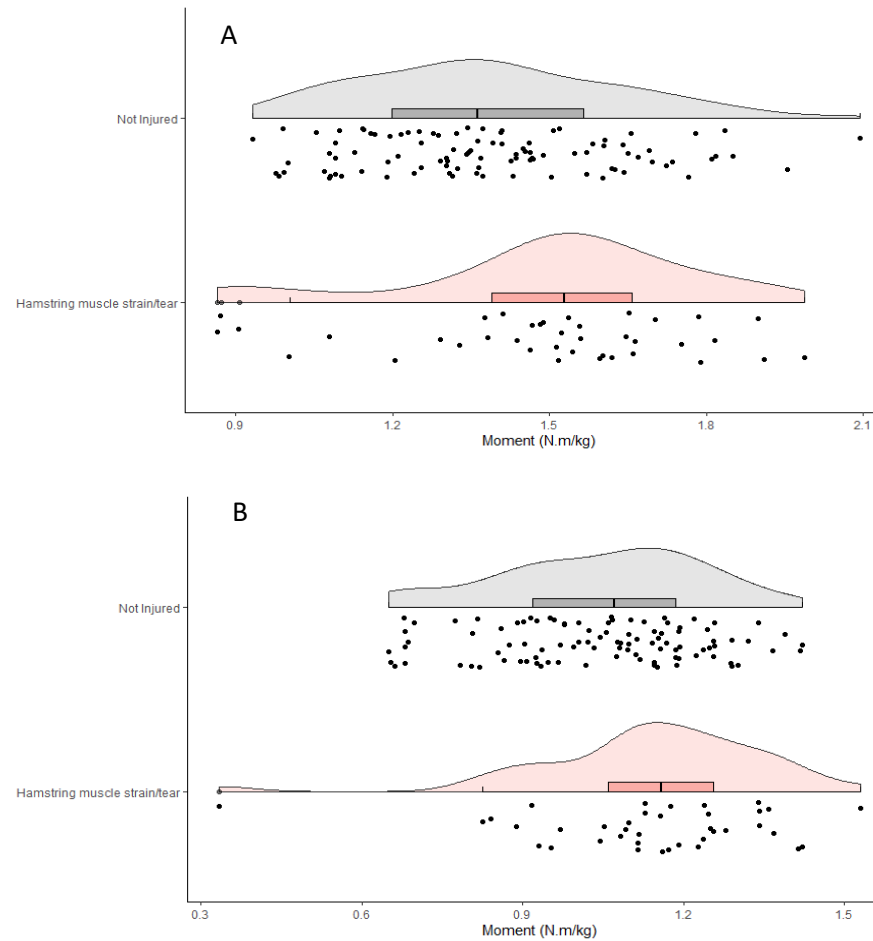 A
Not Injured
Hamstring muscle strain/tear
0.9 1.2 1.5 1.8 2.1
Moment (N.m/kg)
B
Not Injured
Hamstring muscle strain/tear
0.3 0.6 0.9 1.2 1.5
Moment (N.m/kg)